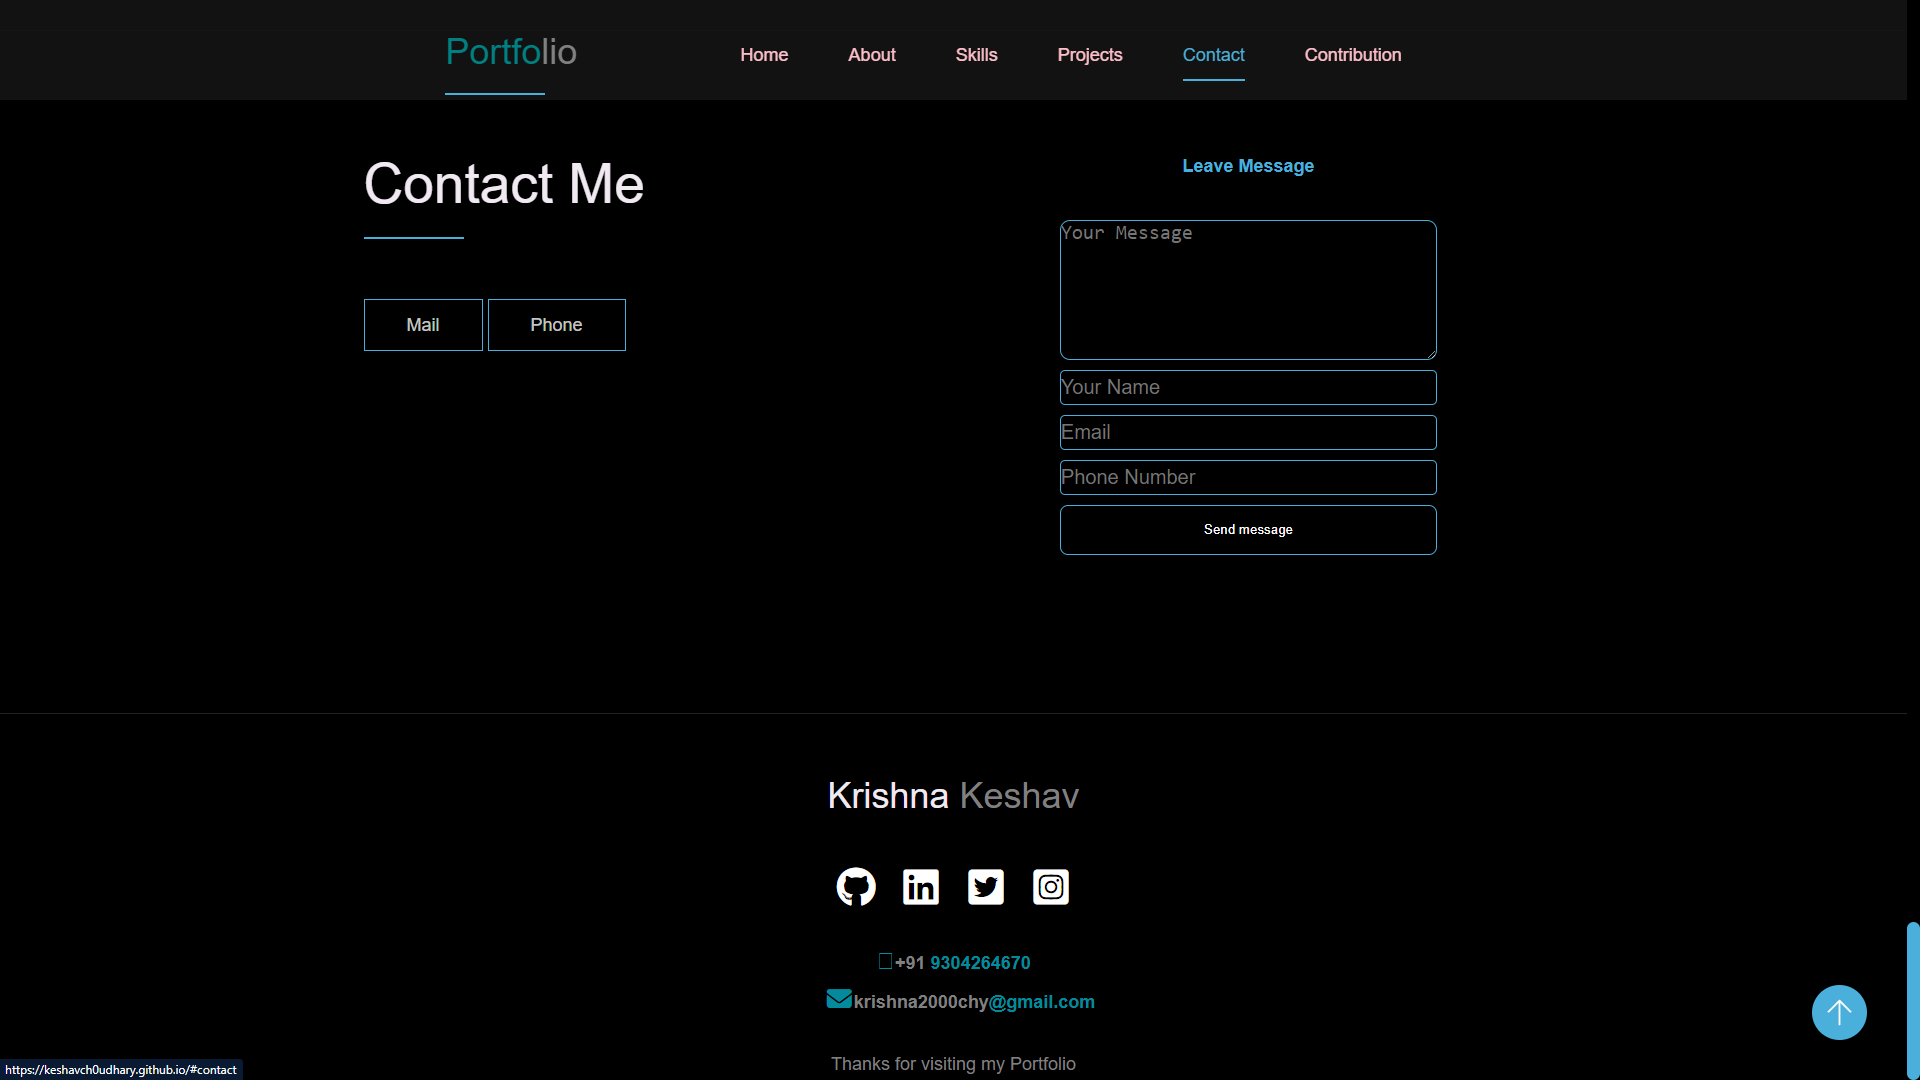 Portfolio
Home About Skills Projects Contact Contribution
Contact Me
Mail Phone
Leave Message
Your Message
Your Name
Email
Phone Number
Send message
Krishna Keshav
+91 9304264670
krishna2000chy@gmail.com
Thanks for visiting my Portfolio
https://keshavch0udhary.github.io/#contact